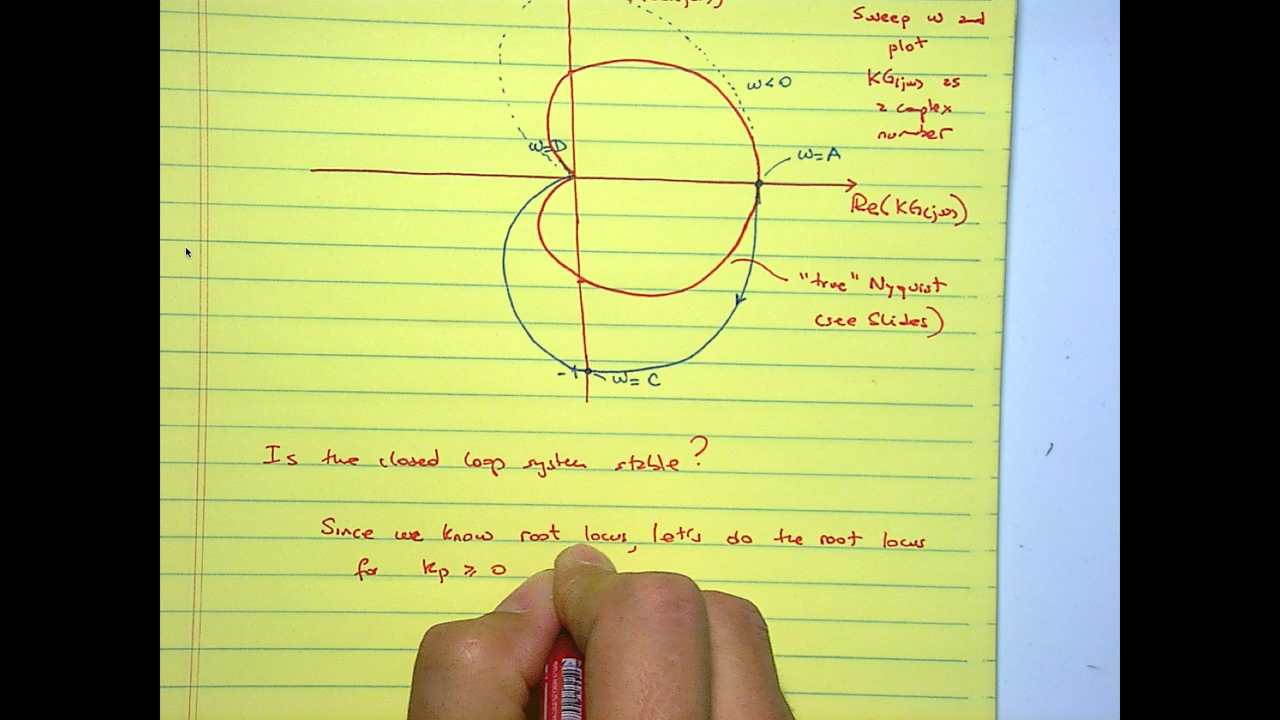 Sweep ω and
plot
KG(jω) as
a complex
number
ω<0
ω=D
ω=A
Re(KG(jω))
"true" Nyquist
(see Slides)
-1
ω=C
Is the closed loop system stable?
Since we know root locus, let's do the root locus
for kp ≥ 0